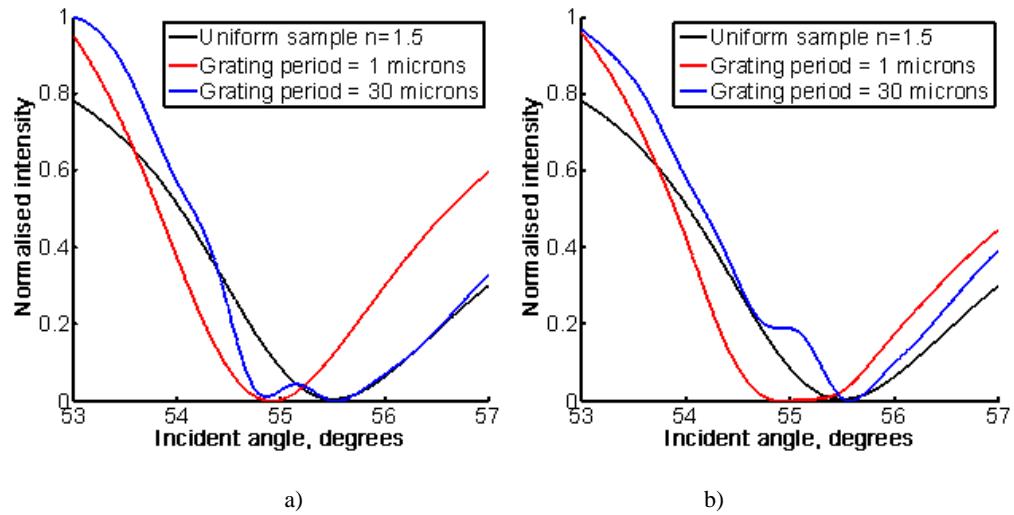 Normalised intensity
1
0.8
0.6
0.4
0.2
0
Uniform sample n=1.5
Grating period = 1 microns
Grating period = 30 microns
53
54
55
56
57
Incident angle, degrees
a)
Normalised intensity
1
0.8
0.6
0.4
0.2
0
Uniform sample n=1.5
Grating period = 1 microns
Grating period = 30 microns
53
54
55
56
57
Incident angle, degrees
b)